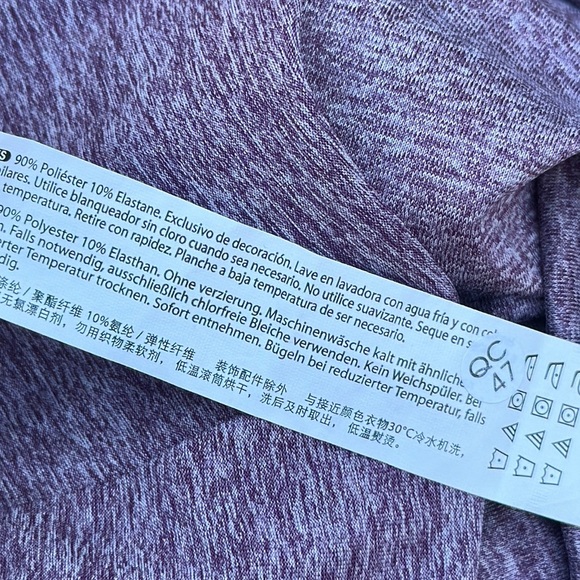 S 90% Poliéster 10% Elastane. Exclusivo de decoración. Lave en lavadora con agua fría y con
ilares. Utilice blanqueador sin cloro cuando sea necesario. No utilice suavizante. Seque en s
temperatura. Retire con rapidez. Planche a baja temperatura de ser necesario.
90% Polyester 10% Elasthan. Ohne verzierung. Maschinenwäsche kalt mit ähnliche
n. Falls notwendig, ausschließlich chlorfreie Bleiche verwenden. Kein Weichspüler. Bei
erter Temperatur trocknen. Sofort entnehmen. Bügeln bei reduzierter Temperatur, falls
dig.
涤纶/聚酯纤维 10%氨纶/弹性纤维 装饰配件除外 与接近颜色衣物30°C冷水机洗,
无氯漂白剂, 勿用织物柔软剂, 低温滚筒烘干, 洗后及时取出, 低温熨烫。
QC
47